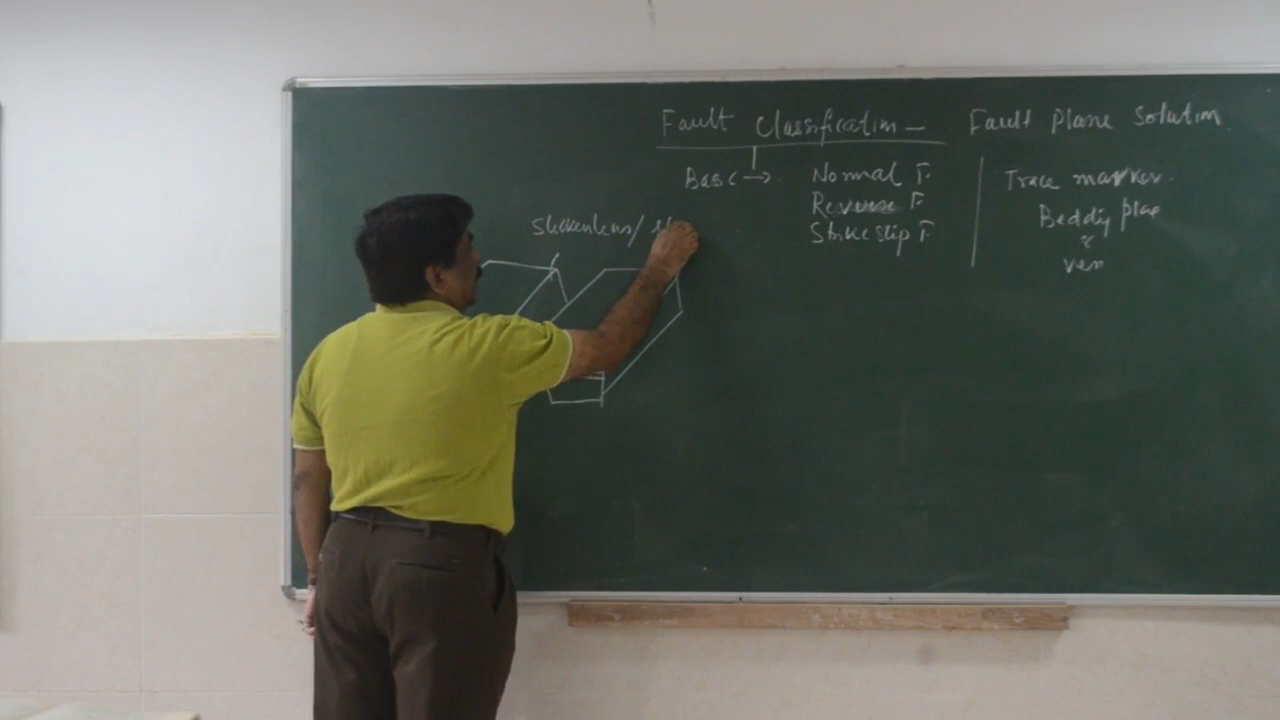 Fault Classification – Fault Plane Solution
Basic → Normal F.
Reverse F
Strike slip F.
Trace marker.
Bedding plane
&
Slickenlines/